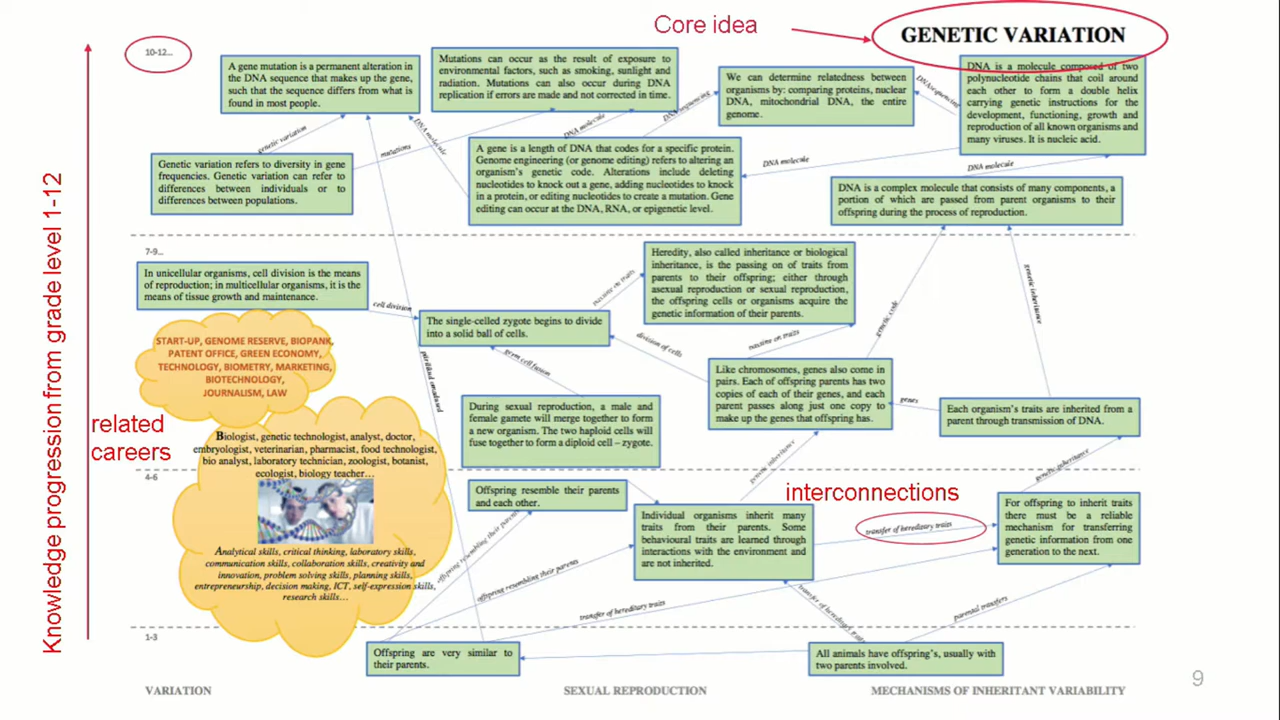 Core idea
GENETIC VARIATION
10-12...
A gene mutation is a permanent alteration in
the DNA sequence that makes up the gene,
such that the sequence differs from what is
found in most people.
Mutations can occur as the result of exposure to
environmental factors, such as smoking, sunlight and
radiation. Mutations can also occur during DNA
replication if errors are made and not corrected in time.
We can determine relatedness between
organisms by: comparing proteins, nuclear
DNA, mitochondrial DNA, the entire
genome.
DNA is a molecule composed of two
polynucleotide chains that coil around
each other to form a double helix
carrying genetic instructions for the
development, functioning, growth and
reproduction of all known organisms and
many viruses. It is nucleic acid.
DNA sequencing
DNA sequencing
genetic variation
mutations
DNA molecule
DNA molecule
DNA molecule
DNA molecule
Genetic variation refers to diversity in gene
frequencies. Genetic variation can refer to
differences between individuals or to
differences between populations.
A gene is a length of DNA that codes for a specific protein.
Genome engineering (or genome editing) refers to altering an
organism's genetic code. Alterations include deleting
nucleotides to knock out a gene, adding nucleotides to knock
in a protein, or editing nucleotides to create a mutation. Gene
editing can occur at the DNA, RNA, or epigenetic level.
DNA is a complex molecule that consists of many components, a
portion of which are passed from parent organisms to their
offspring during the process of reproduction.
Knowledge progression from grade level 1-12
7-9...
In unicellular organisms, cell division is the means
of reproduction; in multicellular organisms, it is the
means of tissue growth and maintenance.
cell division
The single-celled zygote begins to divide
into a solid ball of cells.
Heredity, also called inheritance or biological
inheritance, is the passing on of traits from
parents to their offspring; either through
asexual reproduction or sexual reproduction,
the offspring cells or organisms acquire the
genetic information of their parents.
passing on traits
genetic code
genetic inheritance
division of cells
passing on traits
germ cell fusion
START-UP, GENOME RESERVE, BIOPANK,
PATENT OFFICE, GREEN ECONOMY,
TECHNOLOGY, BIOMETRY, MARKETING,
BIOTECHNOLOGY,
JOURNALISM, LAW
related
careers
Like chromosomes, genes also come in
pairs. Each of offspring parents has two
copies of each of their genes, and each
parent passes along just one copy to
make up the genes that offspring has.
genes
Each organism's traits are inherited from a
parent through transmission of DNA.
During sexual reproduction, a male and
female gamete will merge together to form
a new organism. The two haploid cells will
fuse together to form a diploid cell – zygote.
Biologist, genetic technologist, analyst, doctor,
embryologist, veterinarian, pharmacist, food technologist,
bio analyst, laboratory technician, zoologist, botanist,
ecologist, biology teacher…
Analytical skills, critical thinking, laboratory skills,
communication skills, collaboration skills, creativity and
innovation, problem solving skills, planning skills,
entrepreneurship, decision making, ICT, self-expression skills,
research skills…
4-6
genetic inheritance
genetic inheritance
Offspring resemble their parents
and each other.
interconnections
Individual organisms inherit many
traits from their parents. Some
behavioural traits are learned through
interactions with the environment and
are not inherited.
transfer of hereditary traits
For offspring to inherit traits
there must be a reliable
mechanism for transferring
genetic information from one
generation to the next.
offspring resembling their parents
offspring resembling their parents
transfer of hereditary traits
transfer of hereditary traits
parental transfers
1-3
Offspring are very similar to
their parents.
All animals have offspring's, usually with
two parents involved.
VARIATION
SEXUAL REPRODUCTION
MECHANISMS OF INHERITANT VARIABILITY
9